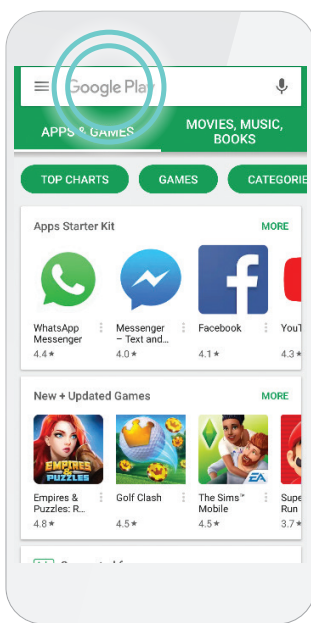 Google Play
APPS & GAMES
MOVIES, MUSIC,
BOOKS
TOP CHARTS
GAMES
CATEGORIE
Apps Starter Kit
MORE
WhatsApp
Messenger
4.4★
Messenger
– Text and...
4.0★
Facebook
4.1★
YouT
4.3★
New + Updated Games
MORE
EMPIRES
& PUZZLES
EA
Empires &
Puzzles: R...
4.8★
Golf Clash
4.5★
The Sims™
Mobile
4.5★
Supe
Run
3.7★